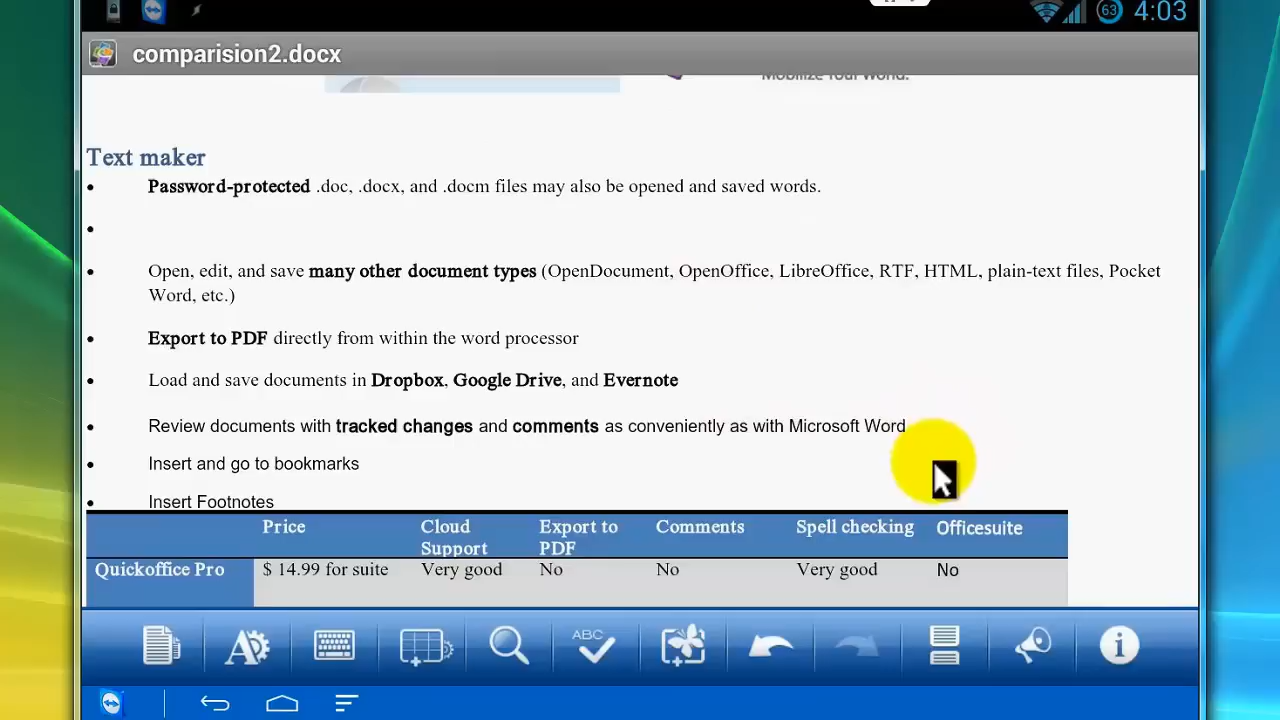 63 4:03
comparision2.docx
Mobilize Your World.
Text maker
• Password-protected .doc, .docx, and .docm files may also be opened and saved words.
•
• Open, edit, and save many other document types (OpenDocument, OpenOffice, LibreOffice, RTF, HTML, plain-text files, Pocket
Word, etc.)
• Export to PDF directly from within the word processor
• Load and save documents in Dropbox, Google Drive, and Evernote
• Review documents with tracked changes and comments as conveniently as with Microsoft Word
• Insert and go to bookmarks
• Insert Footnotes
Price Cloud Support Export to PDF Comments Spell checking Officesuite
Quickoffice Pro $ 14.99 for suite Very good No No Very good No
ABC